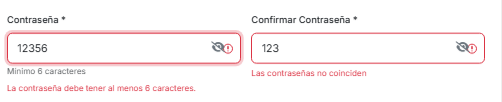 Contraseña *
Confirmar Contraseña *
12356
123
Mínimo 6 caracteres
Las contraseñas no coinciden
La contraseña debe tener al menos 6 caracteres.